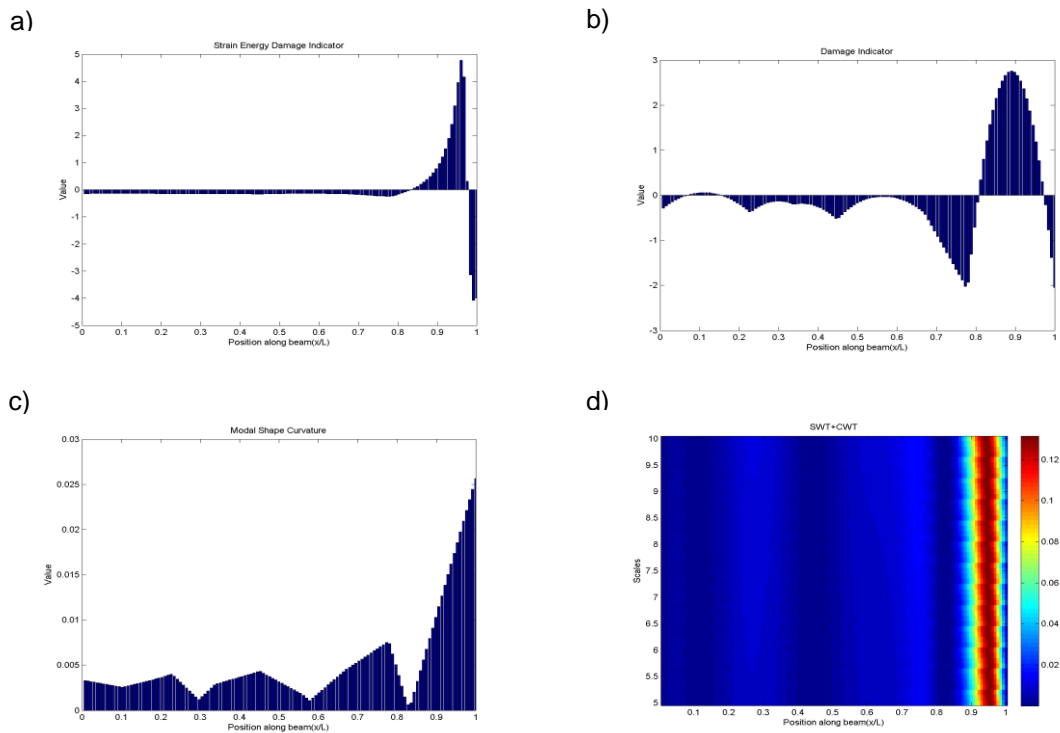 a)
Strain Energy Damage Indicator
5
4
3
2
1
0
-1
-2
-3
-4
-5
Value
0 0.1 0.2 0.3 0.4 0.5 0.6 0.7 0.8 0.9 1
Position along beam(x/L)
b)
Damage Indicator
3
2
1
0
-1
-2
-3
Value
0 0.1 0.2 0.3 0.4 0.5 0.6 0.7 0.8 0.9 1
Position along beam(x/L)
c)
Modal Shape Curvature
0.03
0.025
0.02
0.015
0.01
0.005
0
Value
0 0.1 0.2 0.3 0.4 0.5 0.6 0.7 0.8 0.9 1
Position along beam(x/L)
d)
SWT+CWT
10
9.5
9
8.5
8
7.5
7
6.5
6
5.5
5
Scales
0 0.1 0.2 0.3 0.4 0.5 0.6 0.7 0.8 0.9 1
Position along beam(x/L)
0.12
0.1
0.08
0.06
0.04
0.02